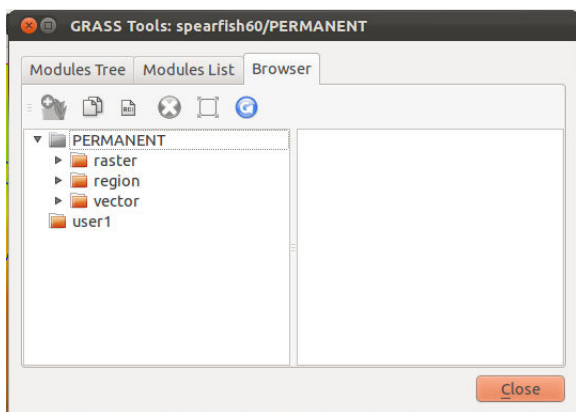 GRASS Tools: spearfish60/PERMANENT
Modules Tree Modules List Browser
PERMANENT
raster
region
vector
user1
Close